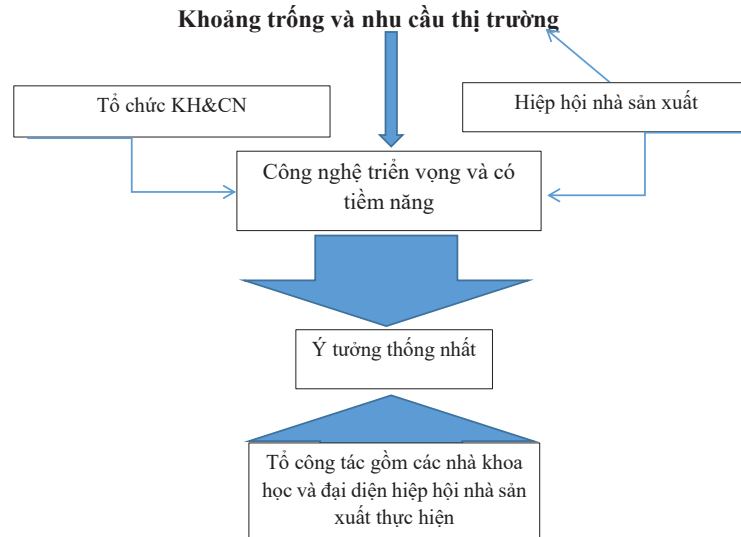 Khoảng trống và nhu cầu thị trường
Tổ chức KH&CN
Hiệp hội nhà sản xuất
Công nghệ triển vọng và có
tiềm năng
Ý tưởng thống nhất
Tổ công tác gồm các nhà khoa
học và đại diện hiệp hội nhà sản
xuất thực hiện